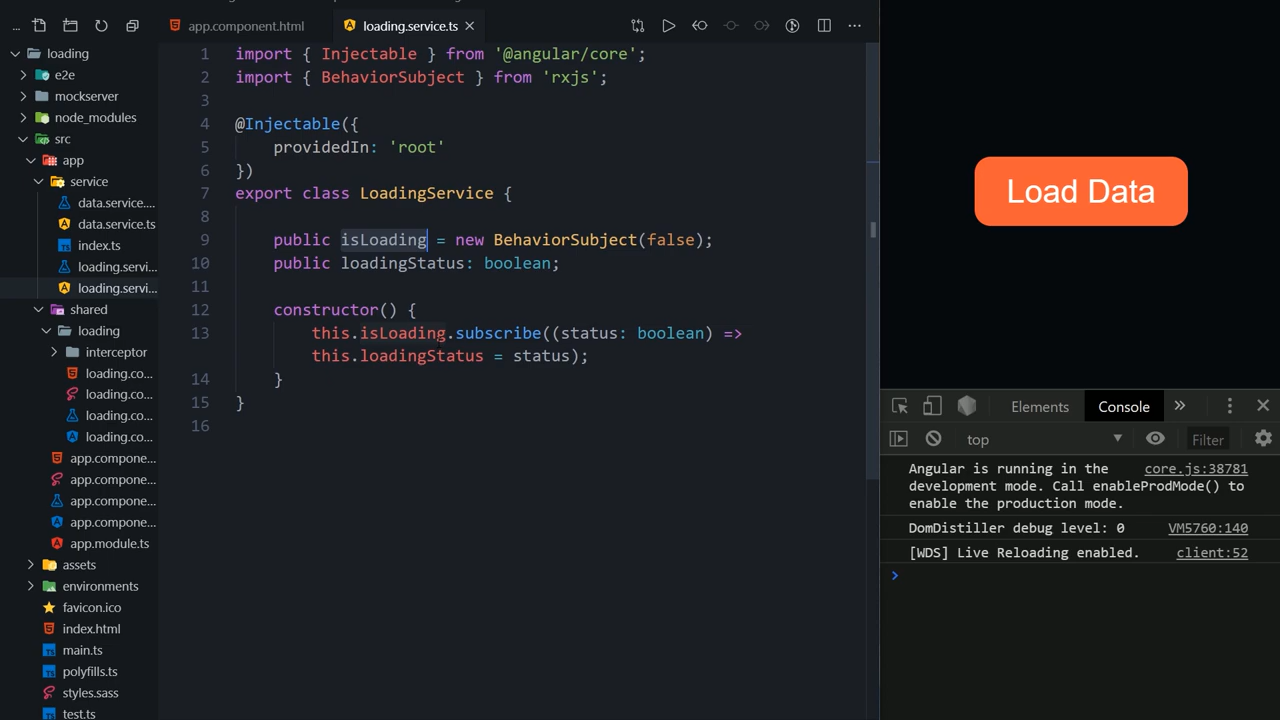 ...
app.component.html
loading.service.ts
loading
e2e
mockserver
node_modules
src
app
service
data.service....
data.service.ts
index.ts
loading.servi...
loading.servi...
shared
loading
interceptor
loading.co...
loading.co...
loading.co...
loading.co...
app.compone...
app.compone...
app.compone...
app.compone...
app.module.ts
assets
environments
favicon.ico
index.html
main.ts
polyfills.ts
styles.sass
test.ts
1 import { Injectable } from '@angular/core';
2 import { BehaviorSubject } from 'rxjs';
3
4 @Injectable({
5 providedIn: 'root'
6 })
7 export class LoadingService {
8
9 public isLoading = new BehaviorSubject(false);
10 public loadingStatus: boolean;
11
12 constructor() {
13 this.isLoading.subscribe((status: boolean) =>
this.loadingStatus = status);
14 }
15 }
16
Load Data
Elements Console
top Filter
Angular is running in the core.js:38781
development mode. Call enableProdMode() to
enable the production mode.
DomDistiller debug level: 0 VM5760:140
[WDS] Live Reloading enabled. client:52